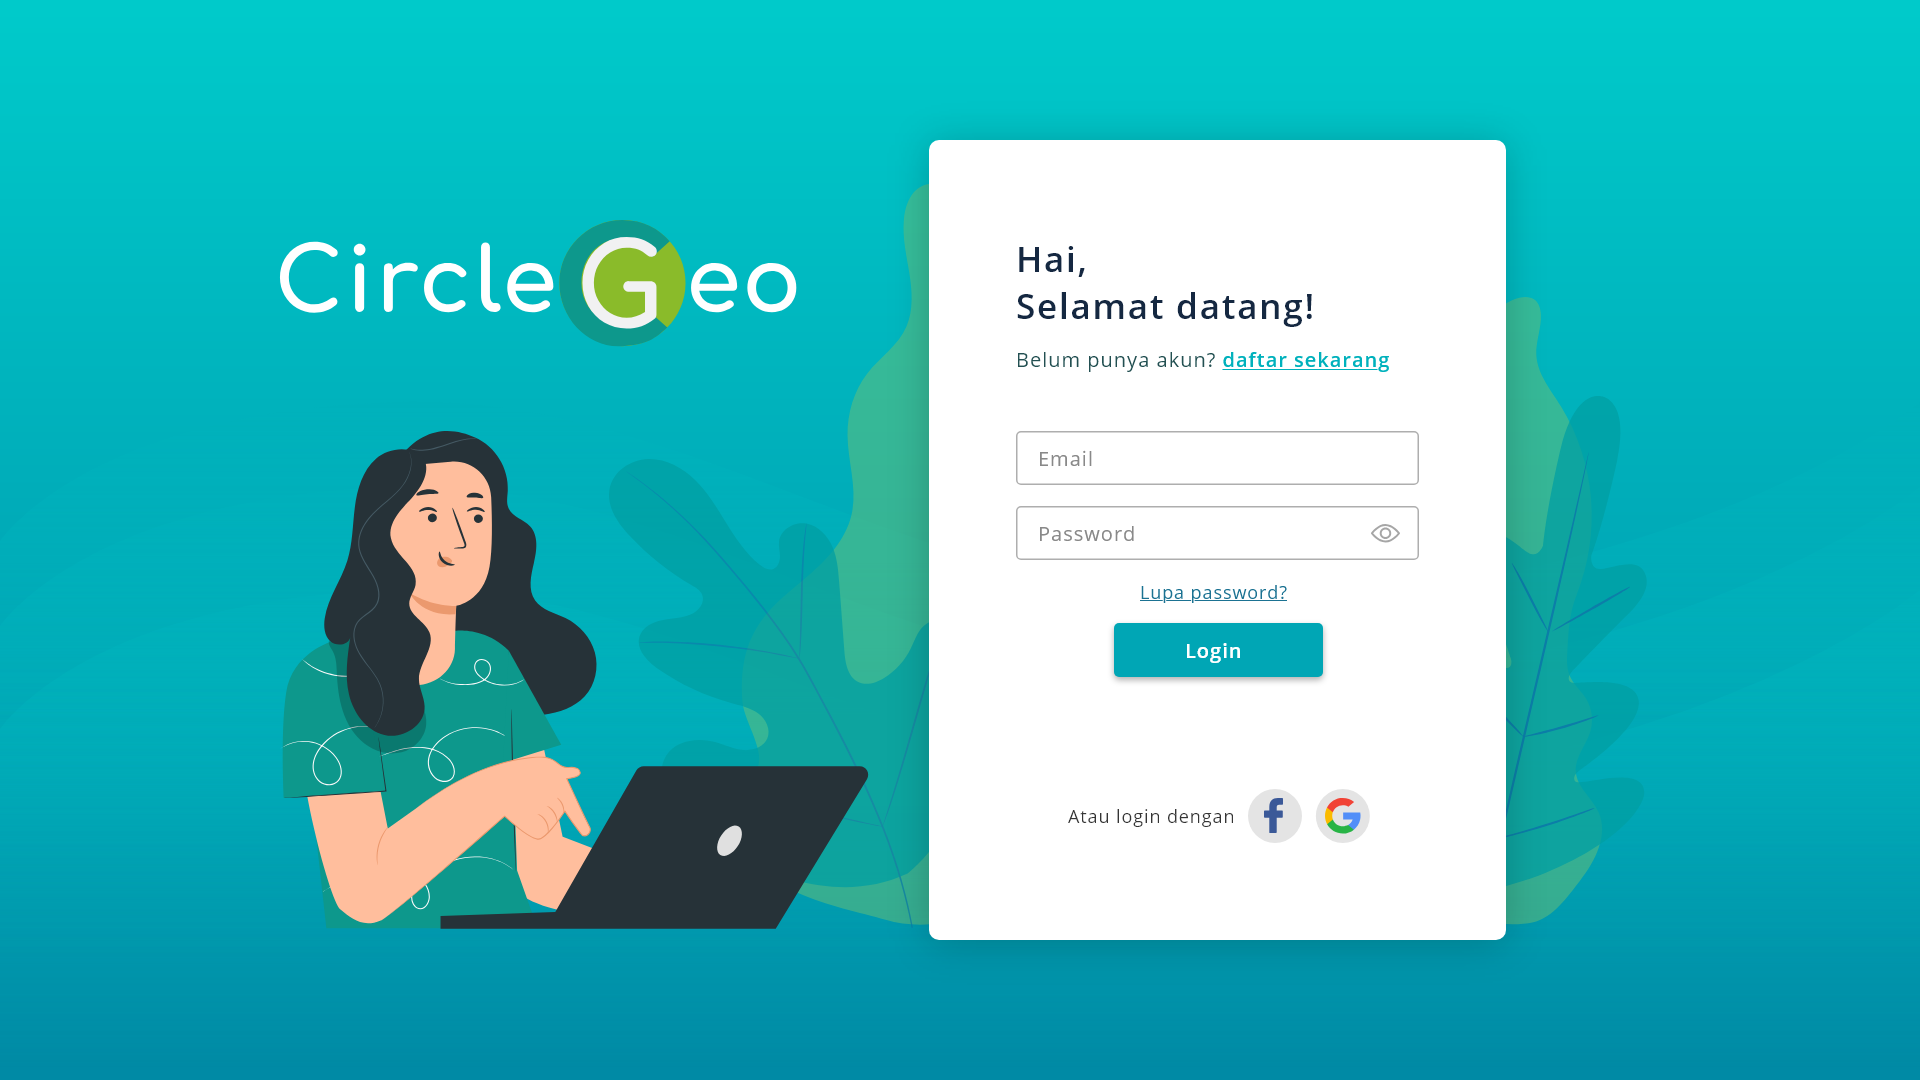 CircleGeo
Hai,
Selamat datang!
Belum punya akun? daftar sekarang
Email
Password
Lupa password?
Login
Atau login dengan